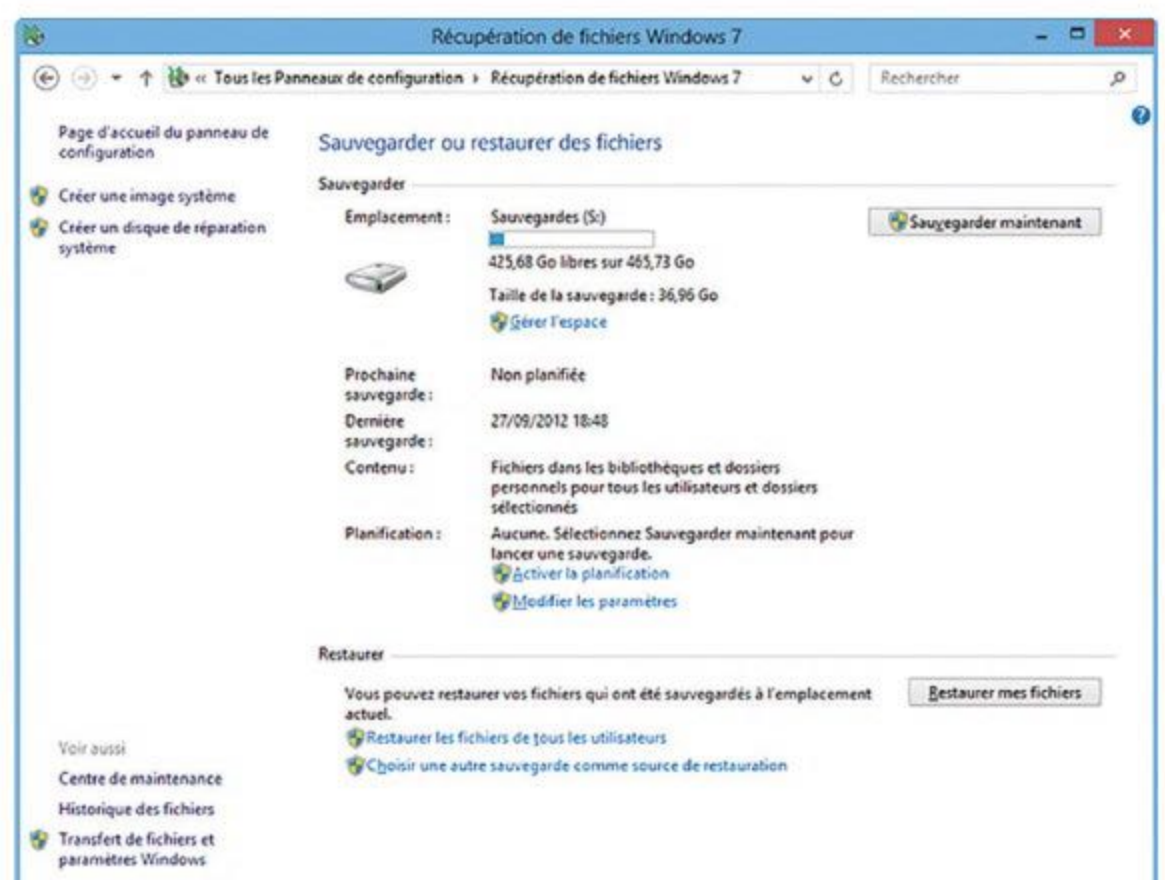 Récupération de fichiers Windows 7
« Tous les Panneaux de configuration ▸ Récupération de fichiers Windows 7
Rechercher
Page d'accueil du panneau de
configuration
Créer une image système
Créer un disque de réparation
système
Sauvegarder ou restaurer des fichiers
Sauvegarder
Emplacement : Sauvegardes (S:)
Sauvegarder maintenant
425,68 Go libres sur 465,73 Go
Taille de la sauvegarde : 36,96 Go
Gérer l'espace
Prochaine
sauvegarde :
Non planifiée
Dernière
sauvegarde :
27/09/2012 18:48
Contenu :
Fichiers dans les bibliothèques et dossiers
personnels pour tous les utilisateurs et dossiers
sélectionnés
Planification :
Aucune. Sélectionnez Sauvegarder maintenant pour
lancer une sauvegarde.
Activer la planification
Modifier les paramètres
Restaurer
Vous pouvez restaurer vos fichiers qui ont été sauvegardés à l'emplacement
actuel.
Restaurer mes fichiers
Restaurer les fichiers de tous les utilisateurs
Choisir une autre sauvegarde comme source de restauration
Voir aussi
Centre de maintenance
Historique des fichiers
Transfert de fichiers et
paramètres Windows